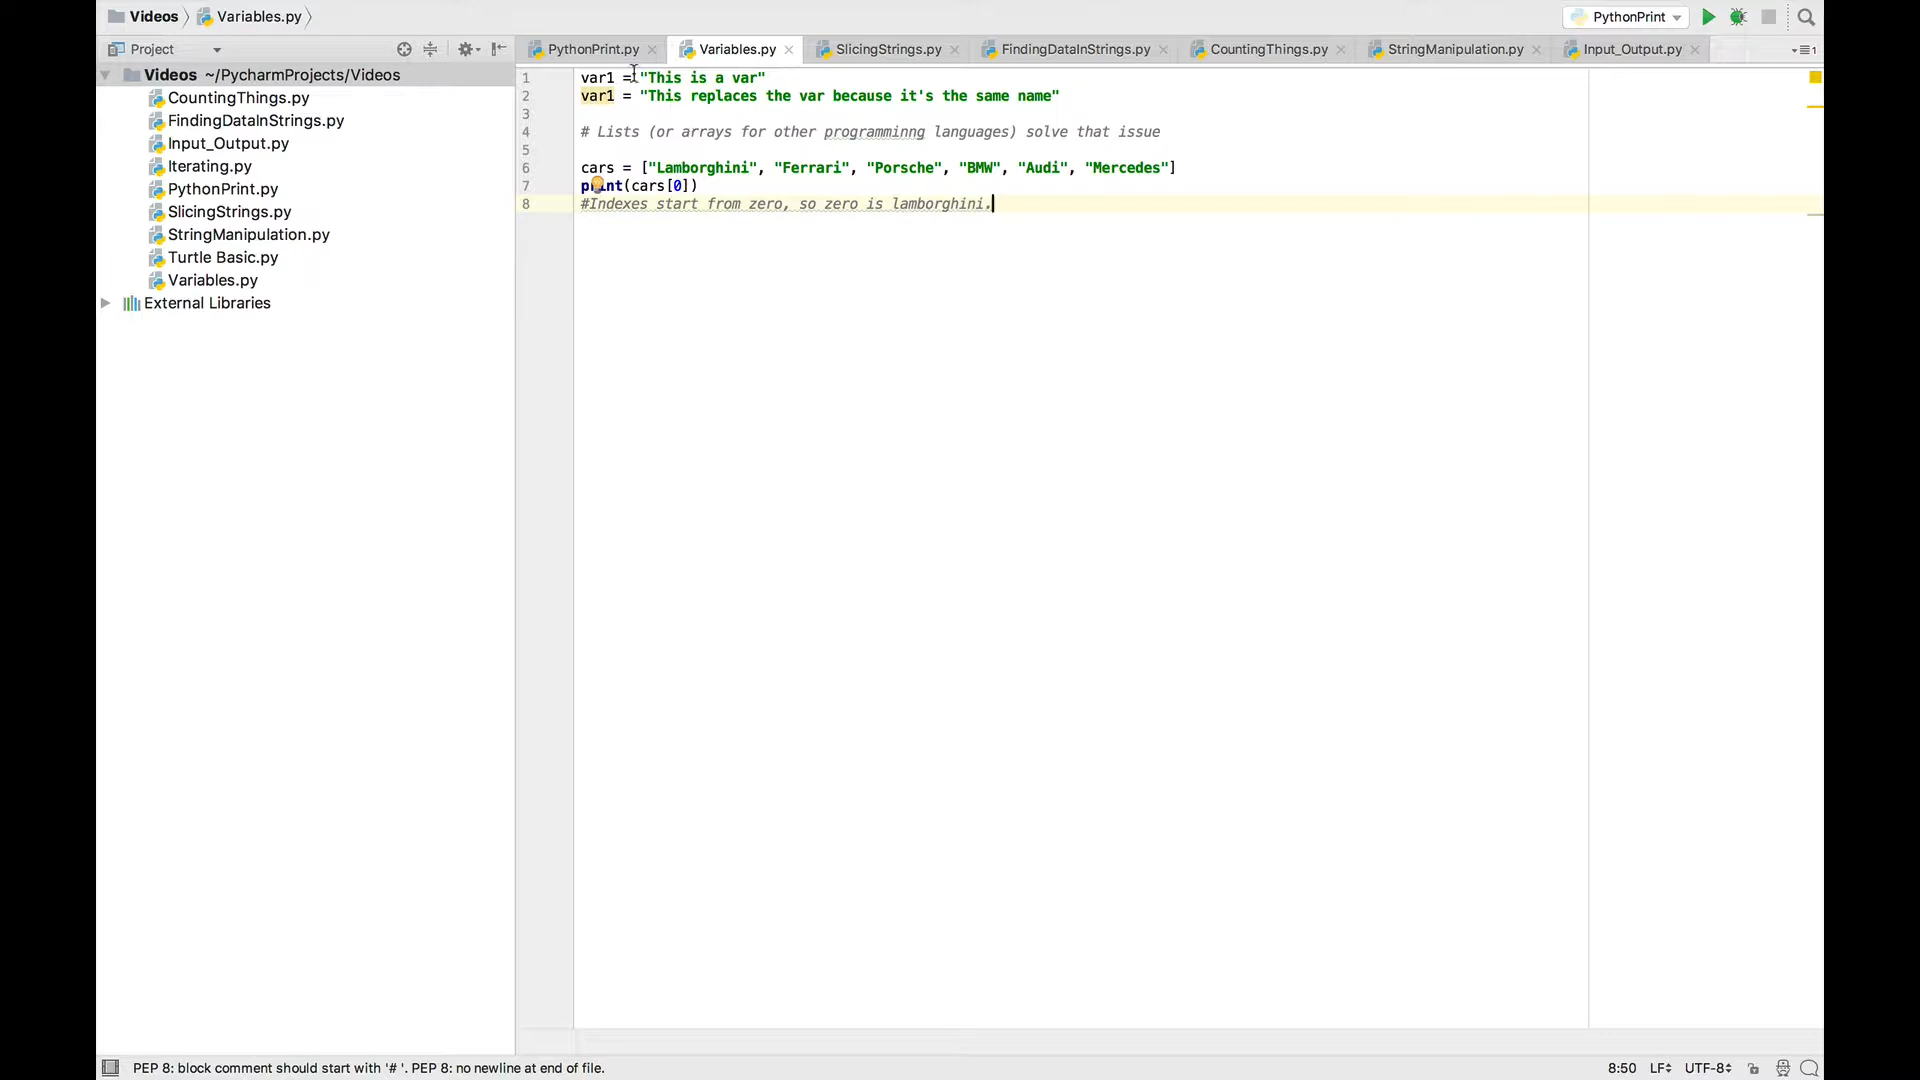 Videos Variables.py PythonPrint
Project PythonPrint.py Variables.py SlicingStrings.py FindingDataInStrings.py CountingThings.py StringManipulation.py Input_Output.py 1
Videos ~/PycharmProjects/Videos
CountingThings.py
FindingDataInStrings.py
Input_Output.py
Iterating.py
PythonPrint.py
SlicingStrings.py
StringManipulation.py
Turtle Basic.py
Variables.py
External Libraries
1 var1 = "This is a var"
2 var1 = "This replaces the var because it's the same name"
3
4 # Lists (or arrays for other programminng languages) solve that issue
5
6 cars = ["Lamborghini", "Ferrari", "Porsche", "BMW", "Audi", "Mercedes"]
7 print(cars[0])
8 #Indexes start from zero, so zero is lamborghini.
PEP 8: block comment should start with '# '. PEP 8: no newline at end of file. 8:50 LF UTF-8